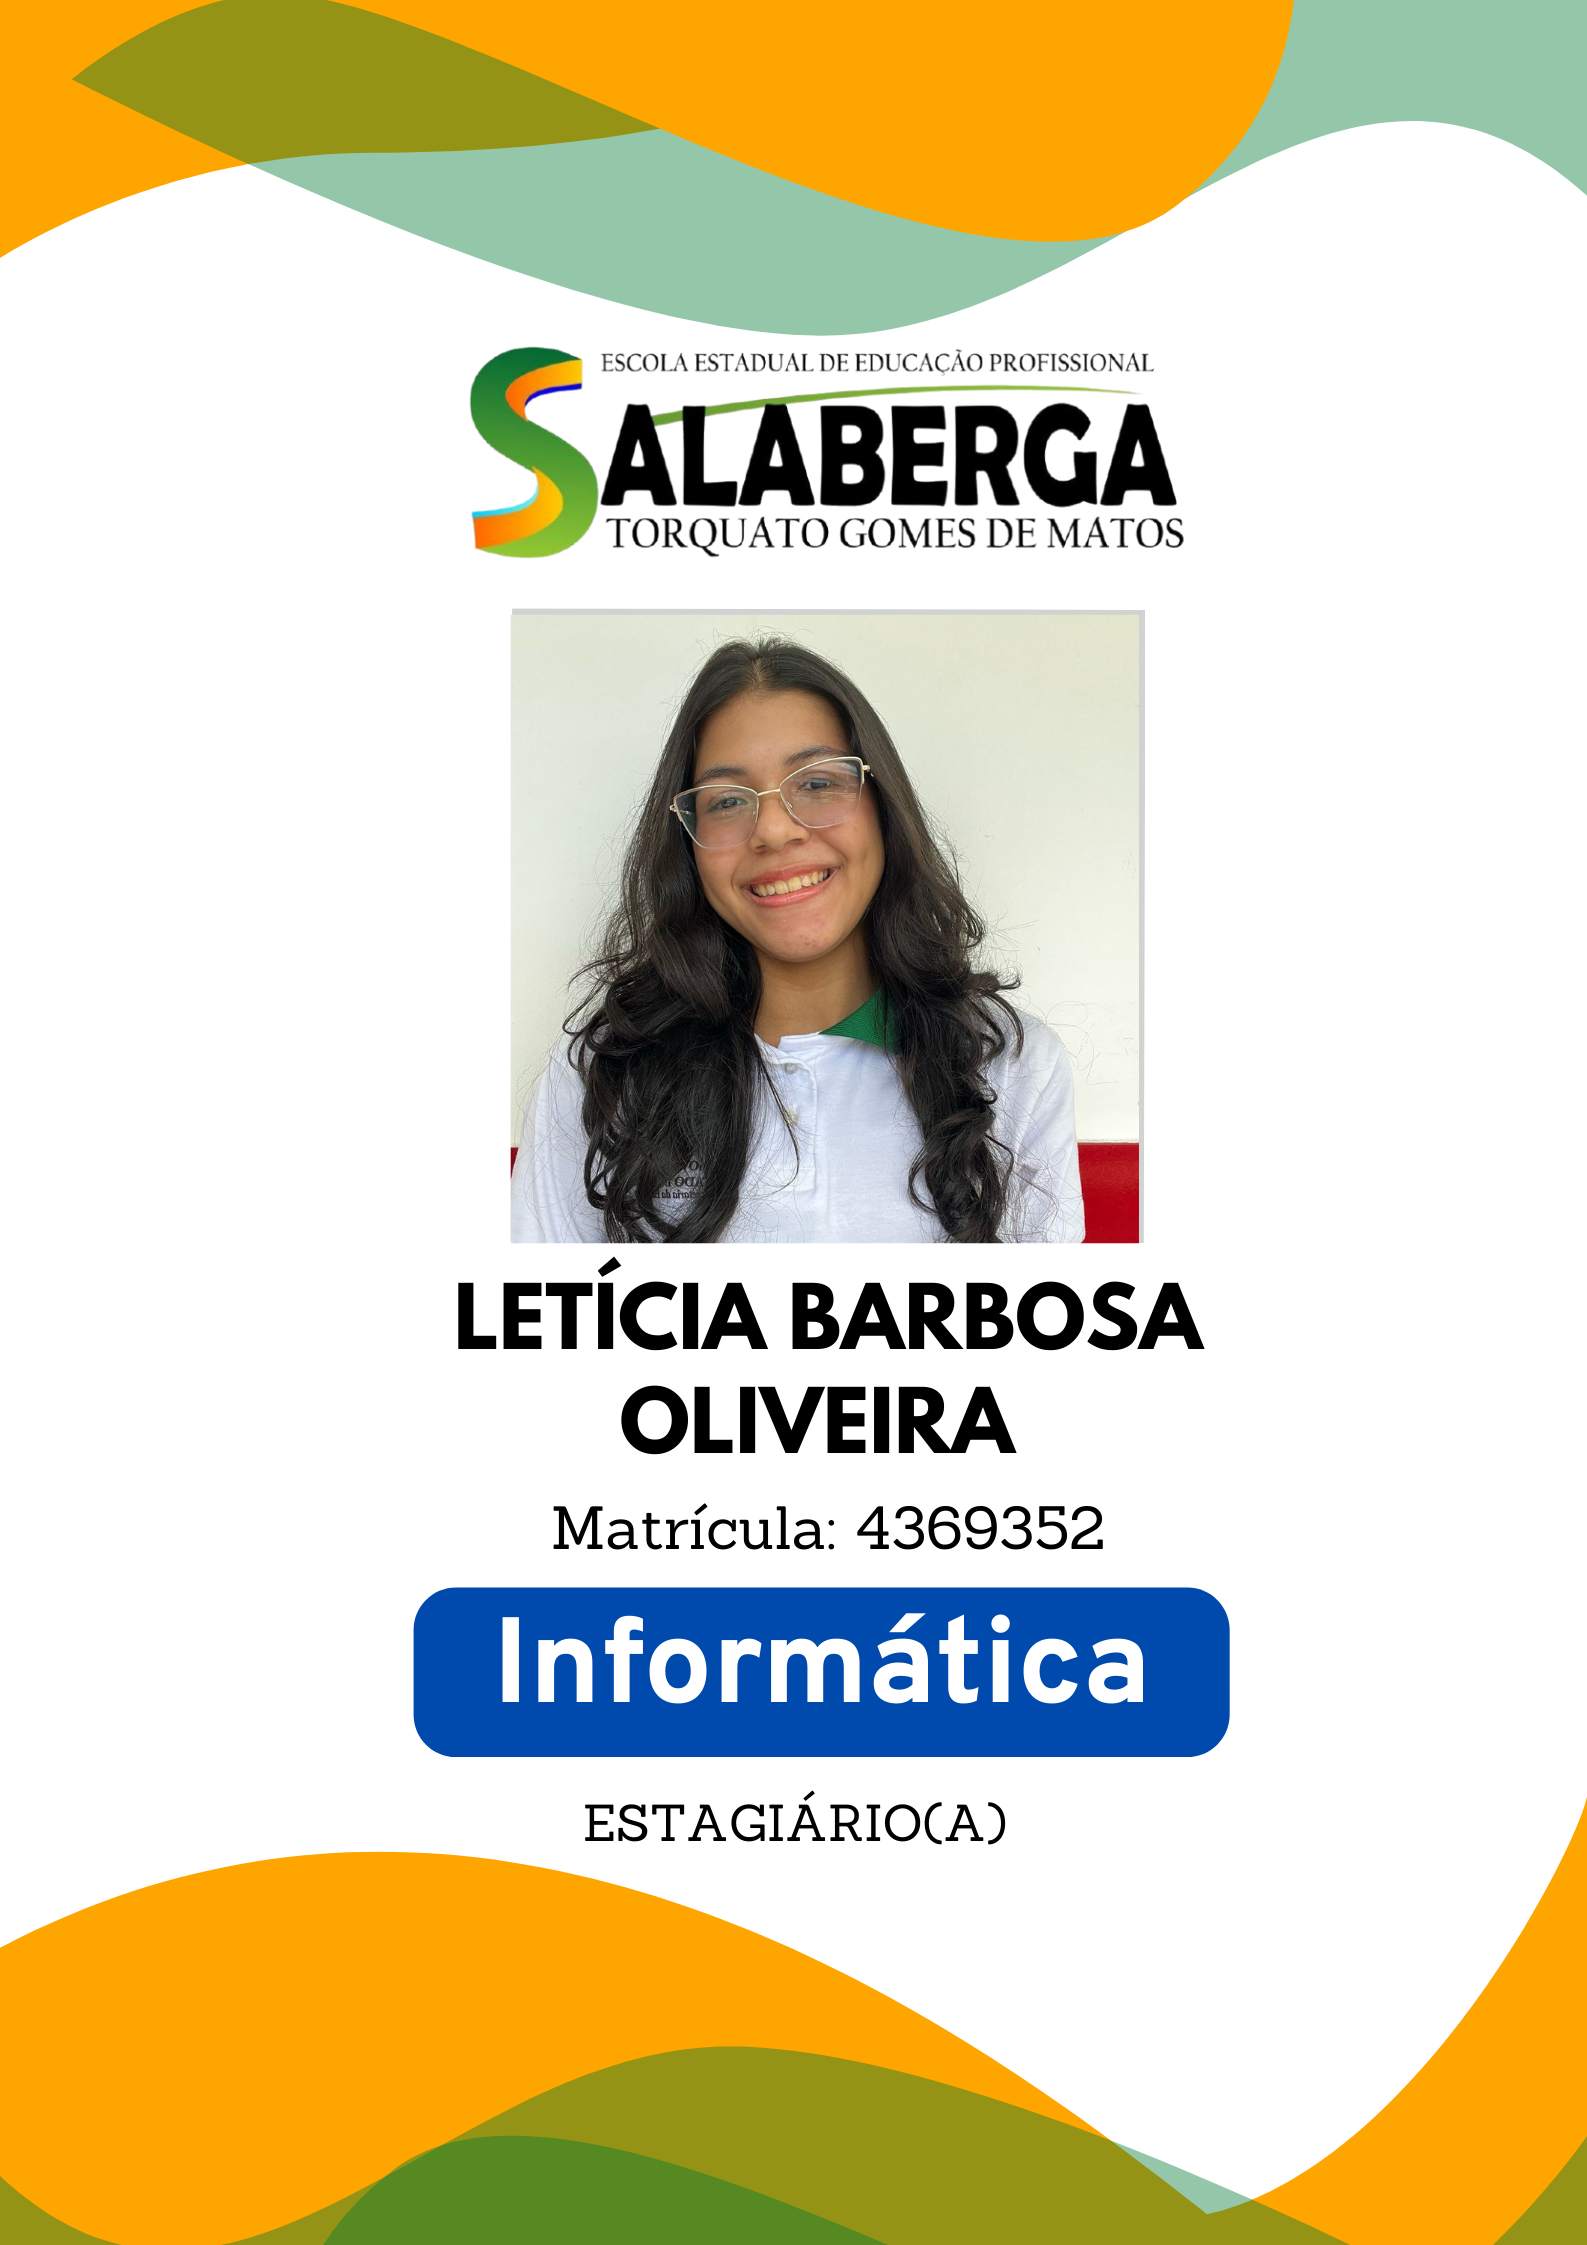 ESCOLA ESTADUAL DE EDUCAÇÃO PROFISSIONAL
SALABERGA
TORQUATO GOMES DE MATOS
LETÍCIA BARBOSA
OLIVEIRA
Matrícula: 4369352
Informática
ESTAGIÁRIO(A)